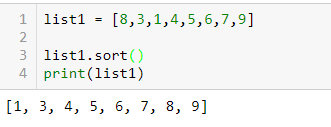 1 list1 = [8,3,1,4,5,6,7,9]
2
3 list1.sort()
4 print(list1)
[1, 3, 4, 5, 6, 7, 8, 9]